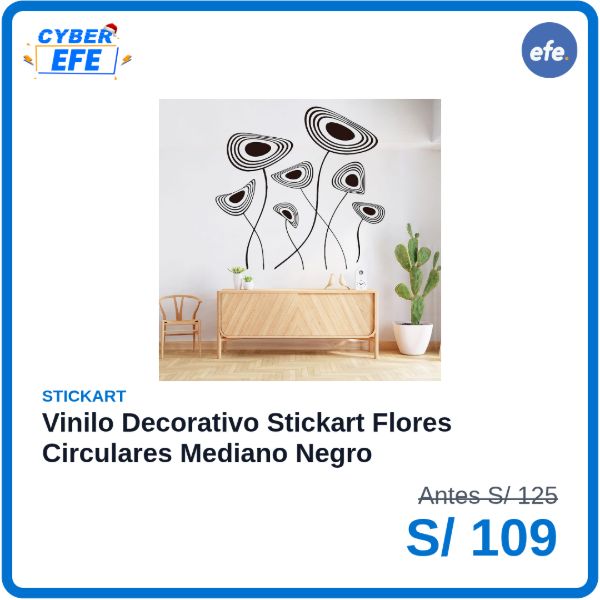 CYBER
EFE
efe.
STICKART
Vinilo Decorativo Stickart Flores
Circulares Mediano Negro
Antes S/ 125
S/ 109